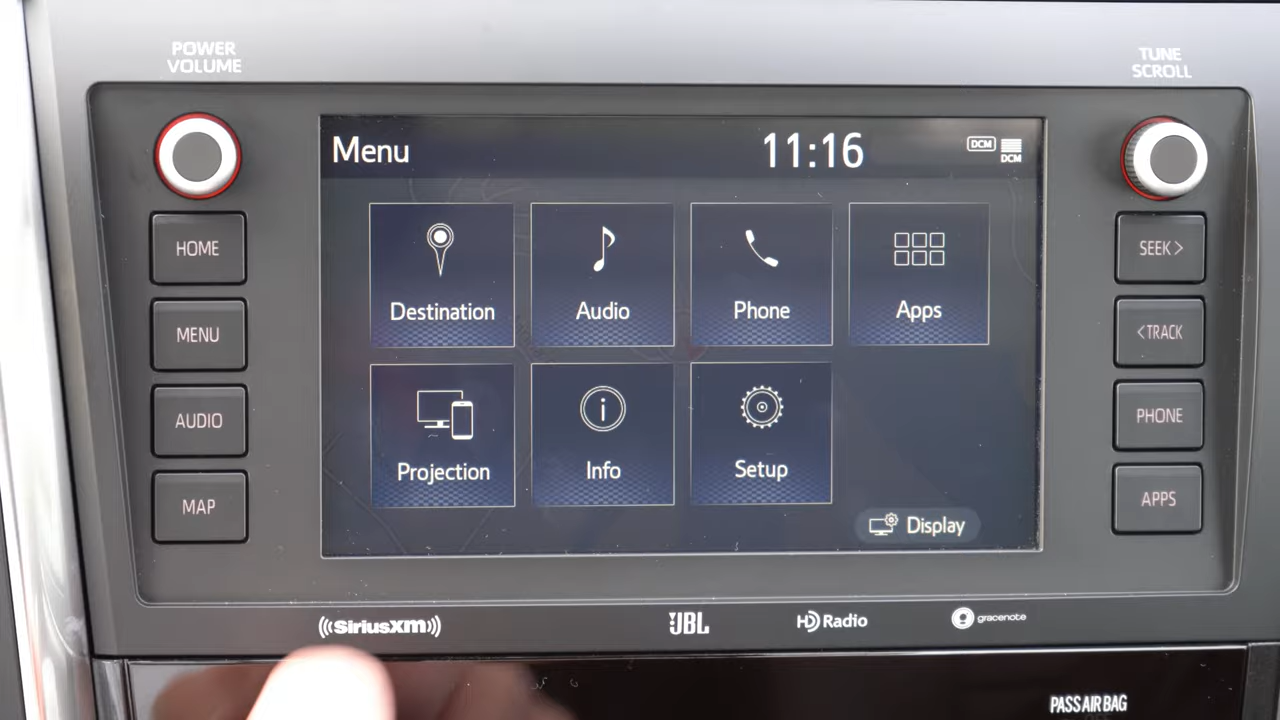 POWER
VOLUME
TUNE
SCROLL
Menu
11:16
DCM
DCM
HOME
MENU
AUDIO
MAP
Destination
Audio
Phone
Apps
Projection
Info
Setup
Display
SEEK >
< TRACK
PHONE
APPS
SiriusXM
JBL
HD Radio
gracenote
PASS AIR BAG